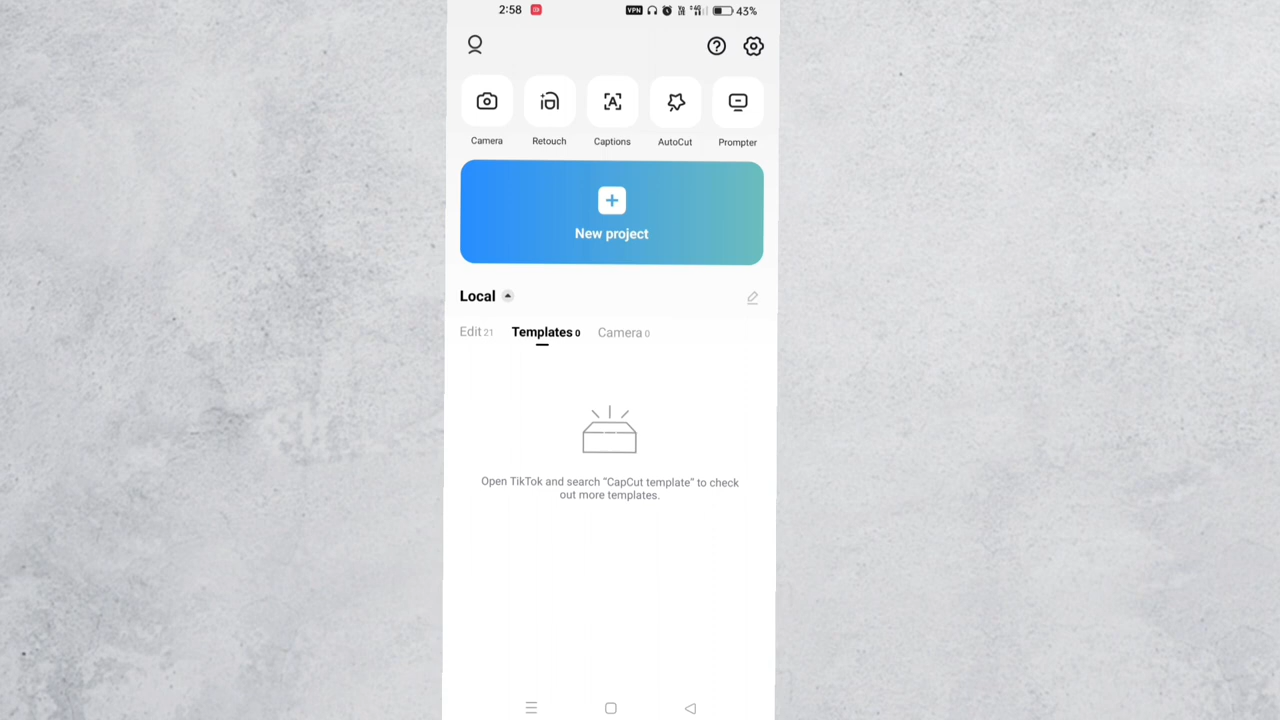 2:58
VPN
43%
Camera
Retouch
Captions
AutoCut
Prompter
New project
Local
Edit 21
Templates 0
Camera 0
Open TikTok and search “CapCut template” to check
out more templates.